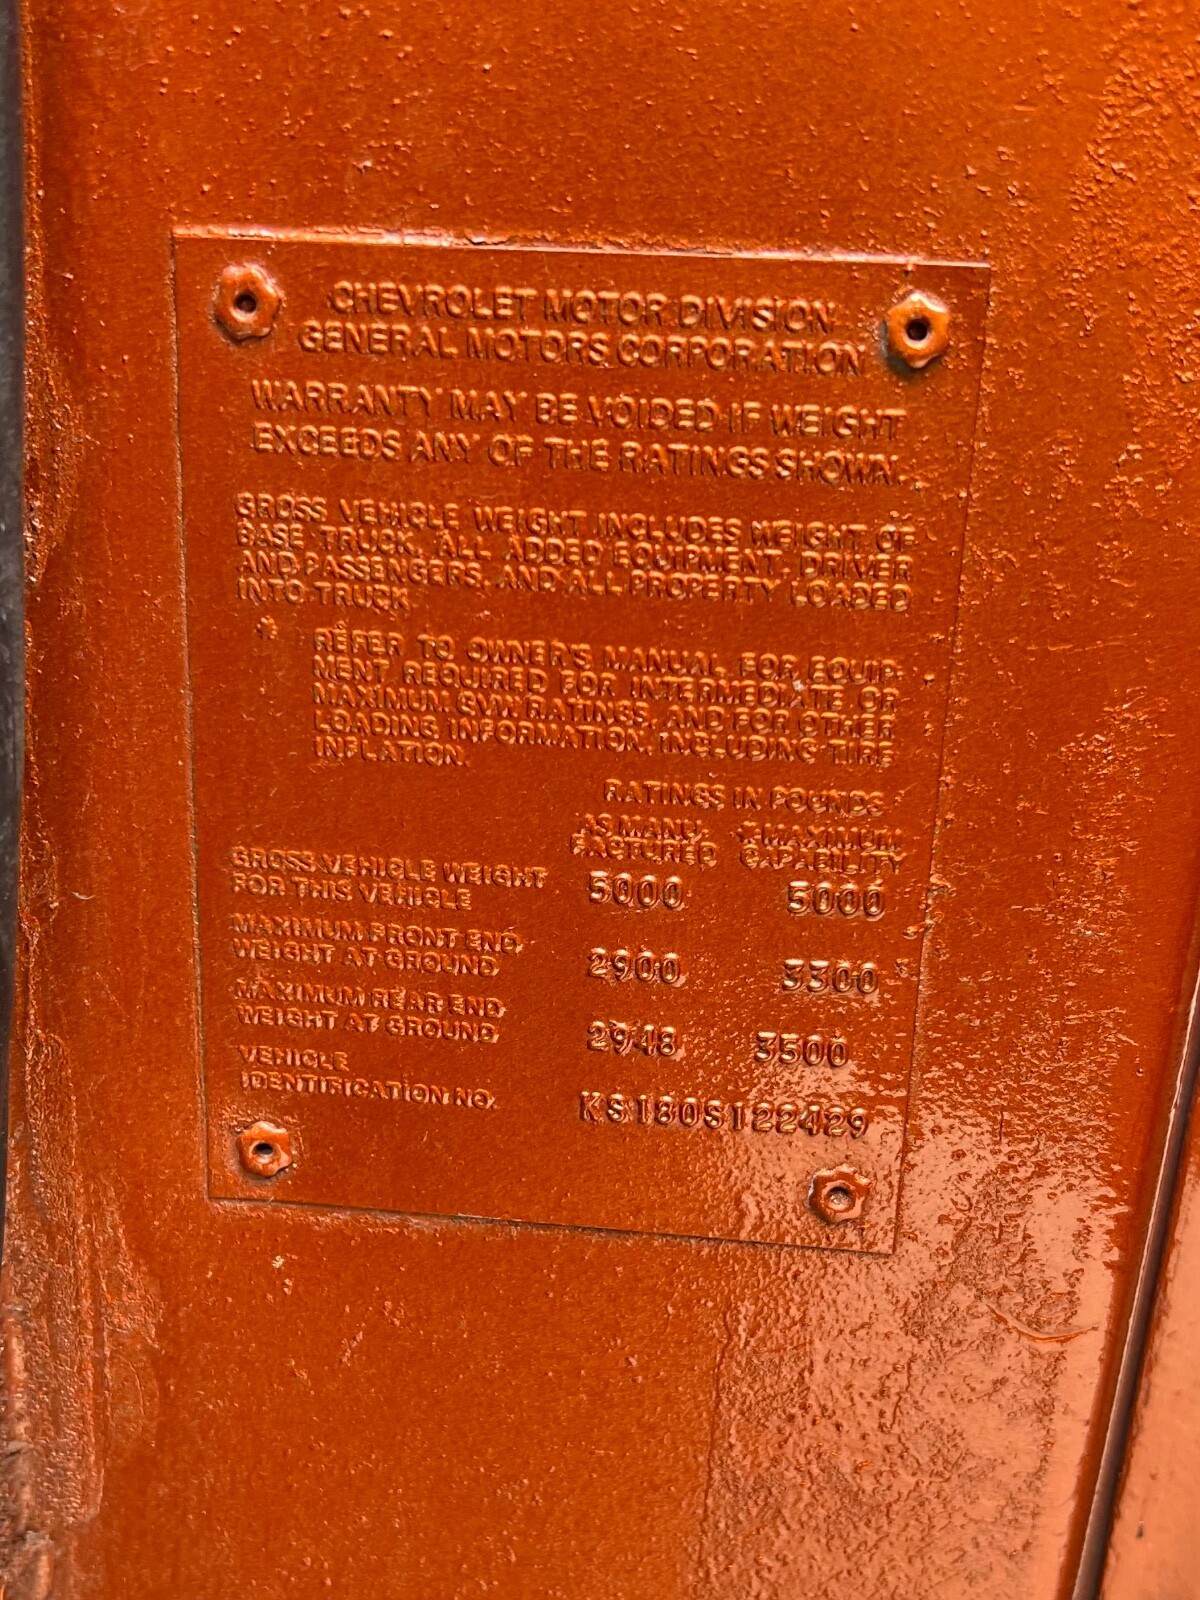 CHEVROLET MOTOR DIVISION
GENERAL MOTORS CORPORATION
WARRANTY MAY BE VOIDED IF WEIGHT
EXCEEDS ANY OF THE RATINGS SHOWN.
GROSS VEHICLE WEIGHT INCLUDES WEIGHT OF
BASE TRUCK, ALL ADDED EQUIPMENT, DRIVER
AND PASSENGERS, AND ALL PROPERTY LOADED
INTO TRUCK
* REFER TO OWNER'S MANUAL FOR EQUIP-
MENT REQUIRED FOR INTERMEDIATE OR
MAXIMUM GVW RATINGS, AND FOR OTHER
LOADING INFORMATION, INCLUDING TIRE
INFLATION.
RATINGS IN POUNDS
AS MANU- *MAXIMUM
FACTURED CAPABILITY
GROSS VEHICLE WEIGHT
FOR THIS VEHICLE 5000 5000
MAXIMUM FRONT END
WEIGHT AT GROUND 2900 3300
MAXIMUM REAR END
WEIGHT AT GROUND 2948 3500
VEHICLE
IDENTIFICATION NO. KS180S122429